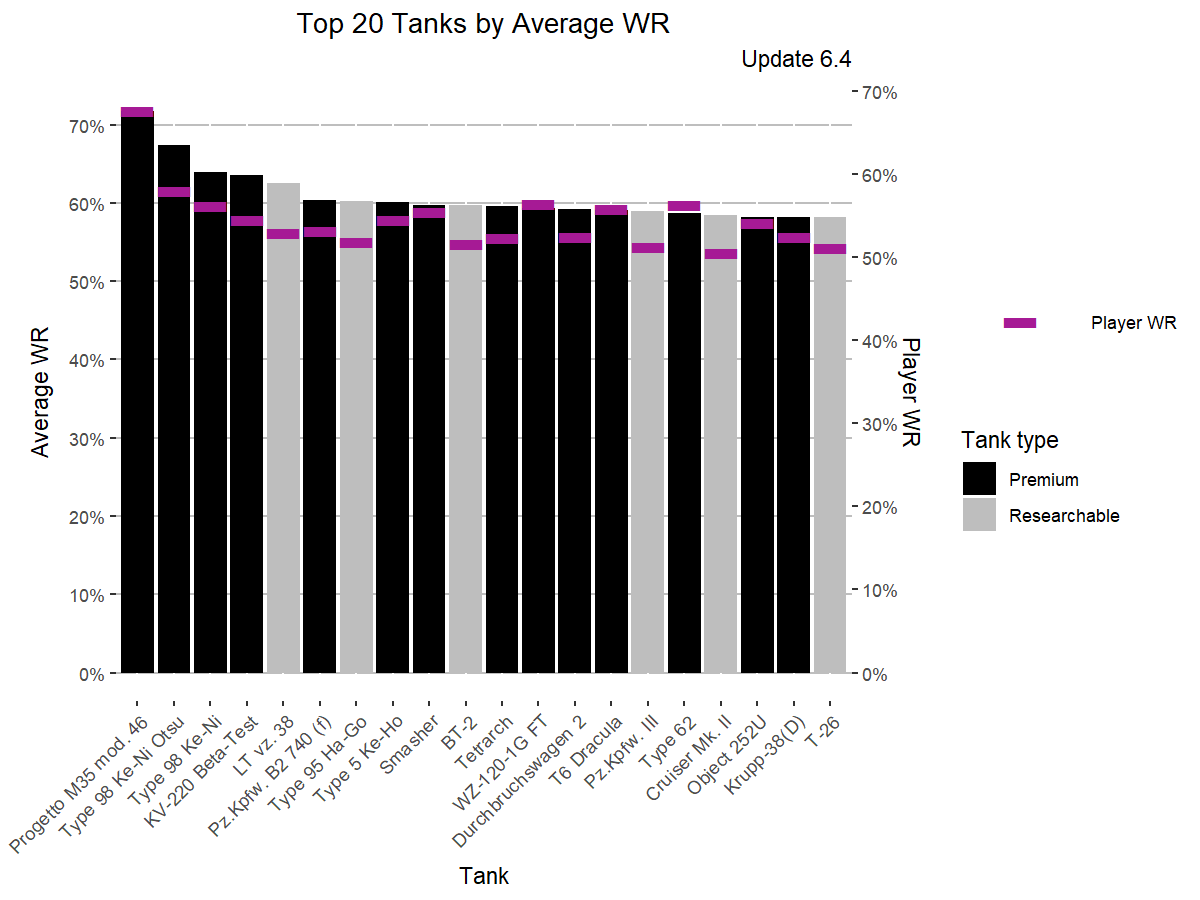 Top 20 Tanks by Average WR
Update 6.4
Average WR
70%
60%
50%
40%
30%
20%
10%
0%
70%
60%
50%
40%
30%
20%
10%
0%
Player WR
Progetto M35 mod. 46
Type 98 Ke-Ni Otsu
Type 98 Ke-Ni
KV-220 Beta-Test
LT vz. 38
Pz.Kpfw. B2 740 (f)
Type 95 Ha-Go
Type 5 Ke-Ho
Smasher
BT-2
Tetrarch
WZ-120-1G FT
Durchbruchswagen 2
T6 Dracula
Pz.Kpfw. III
Type 62
Cruiser Mk. II
Object 252U
Krupp-38(D)
T-26
Tank
Player WR
Tank type
Premium
Researchable